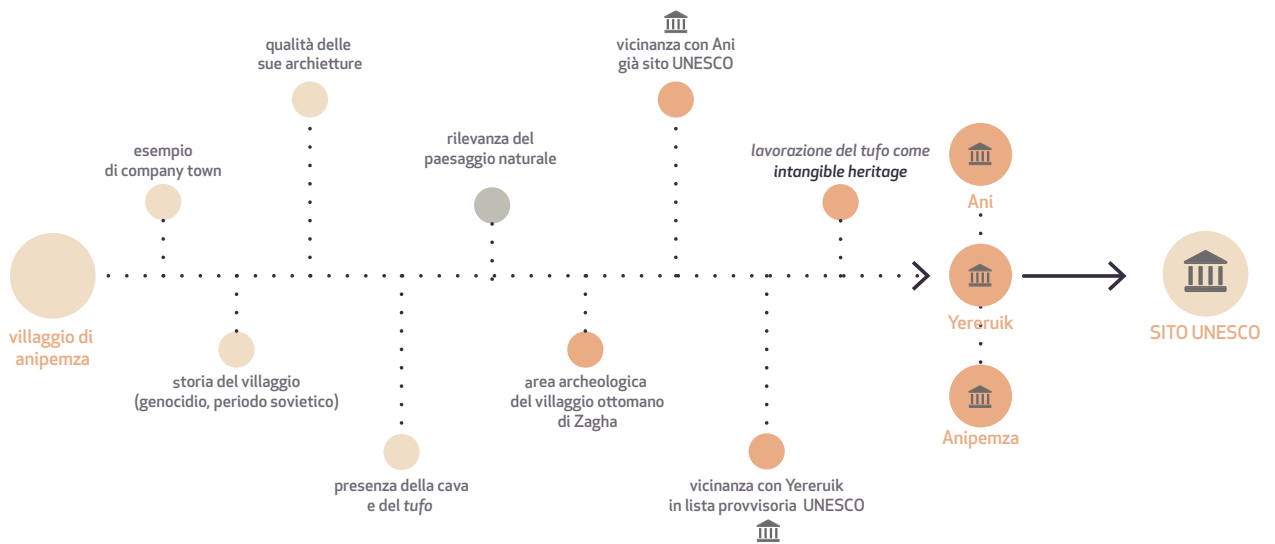 villaggio di
anipemza
esempio
di company town
storia del villaggio
(genocidio, periodo sovietico)
qualità delle
sue archietture
presenza della cava
e del tufo
rilevanza del
paesaggio naturale
area archeologica
del villaggio ottomano
di Zagha
vicinanza con Ani
già sito UNESCO
vicinanza con Yereruik
in lista provvisoria UNESCO
lavorazione del tufo come
intangible heritage
Ani
Yereruik
Anipemza
SITO UNESCO